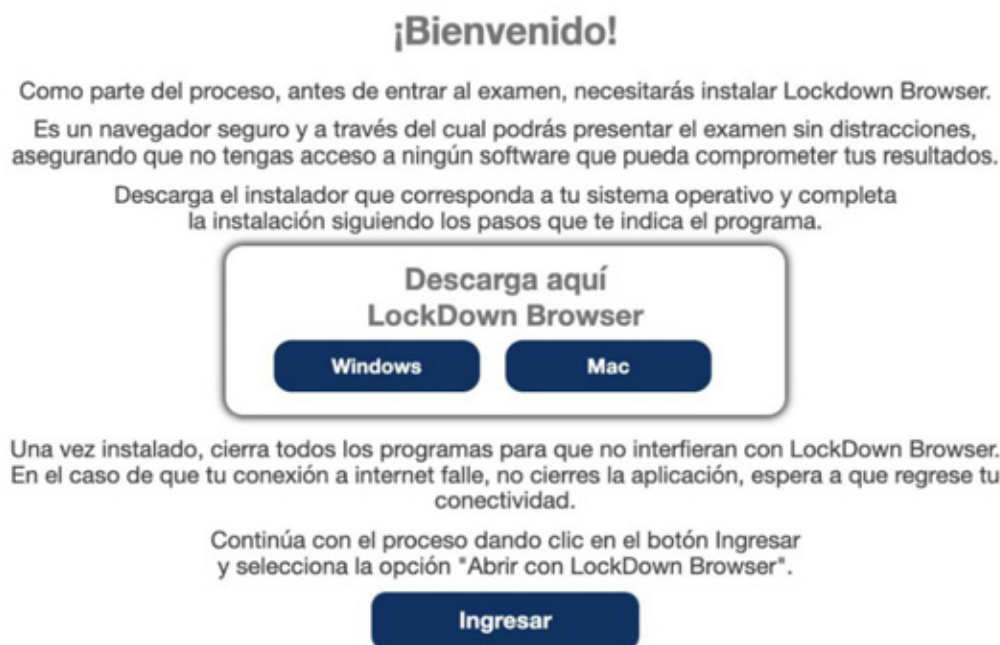 ¡Bienvenido!
Como parte del proceso, antes de entrar al examen, necesitarás instalar Lockdown Browser.
Es un navegador seguro y a través del cual podrás presentar el examen sin distracciones,
asegurando que no tengas acceso a ningún software que pueda comprometer tus resultados.
Descarga el instalador que corresponda a tu sistema operativo y completa
la instalación siguiendo los pasos que te indica el programa.
Descarga aquí
LockDown Browser
Windows Mac
Una vez instalado, cierra todos los programas para que no interfieran con LockDown Browser.
En el caso de que tu conexión a internet falle, no cierres la aplicación, espera a que regrese tu
conectividad.
Continúa con el proceso dando clic en el botón Ingresar
y selecciona la opción "Abrir con LockDown Browser".
Ingresar